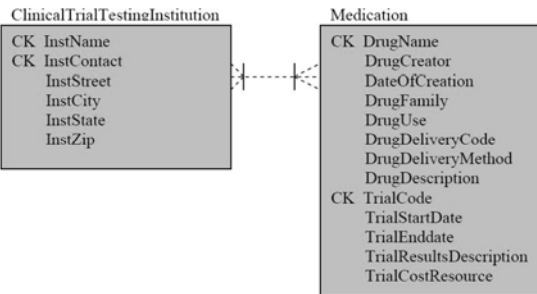 ClinicalTrialTestingInstitution
CK InstName
CK InstContact
InstStreet
InstCity
InstState
InstZip
Medication
CK DrugName
DrugCreator
DateOfCreation
DrugFamily
DrugUse
DrugDeliveryCode
DrugDeliveryMethod
DrugDescription
CK TrialCode
TrialStartDate
TrialEnddate
TrialResultsDescription
TrialCostResource